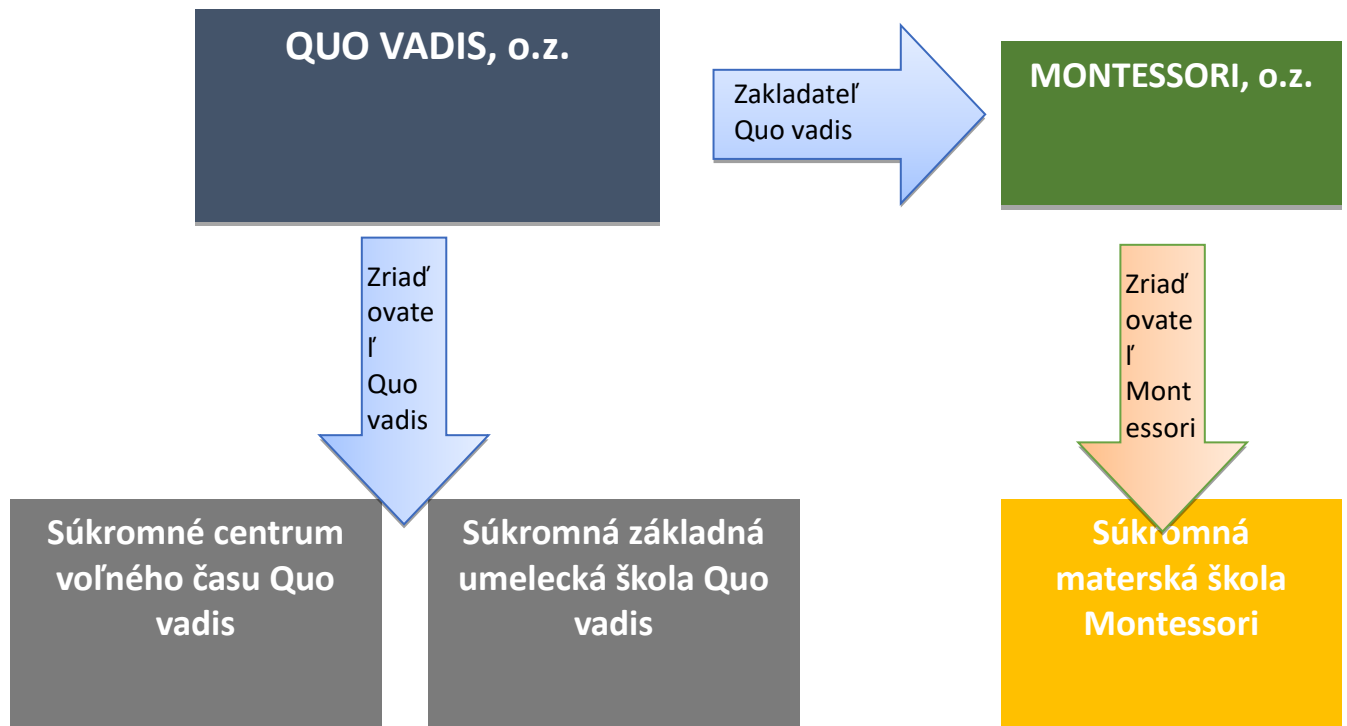 QUO VADIS, o.z.
Zakladateľ
Quo vadis
MONTESSORI, o.z.
Zriaď
ovate
ľ
Quo
vadis
Zriaď
ovate
ľ
Mont
essori
Súkromné centrum
voľného času Quo
vadis
Súkromná základná
umelecká škola Quo
vadis
Súkromná
materská škola
Montessori